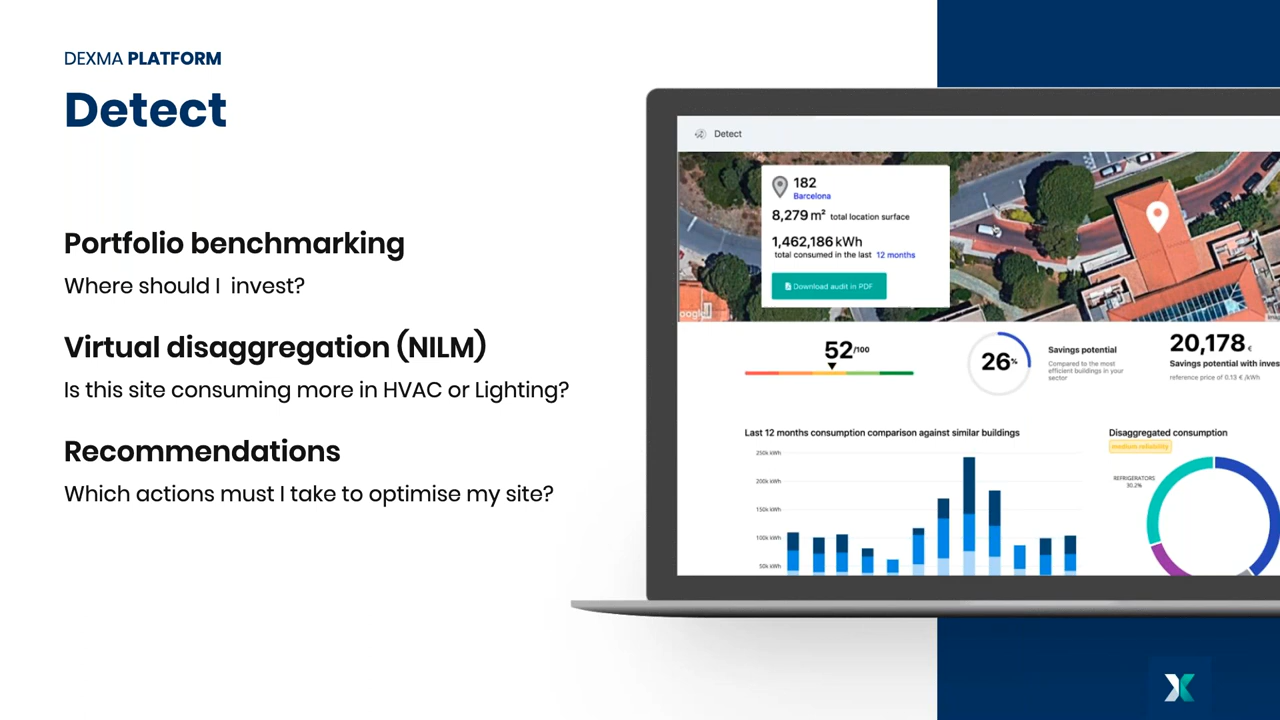 DEXMA PLATFORM
Detect
Portfolio benchmarking
Where should I invest?
Virtual disaggregation (NILM)
Is this site consuming more in HVAC or Lighting?
Recommendations
Which actions must I take to optimise my site?
Detect
182
Barcelona
8,279 m² total location surface
1,462,186 kWh
total consumed in the last 12 months
Download audit in PDF
oogle
52/100
26%
Savings potential
Compared to the most
efficient buildings in your
sector
20,178 €
Savings potential with inves
reference price of 0.13 € /kWh
Last 12 months consumption comparison against similar buildings
250k kWh
200k kWh
150k kWh
100k kWh
50k kWh
Disaggregated consumption
medium reliability
REFRIGERATORS
30.2%